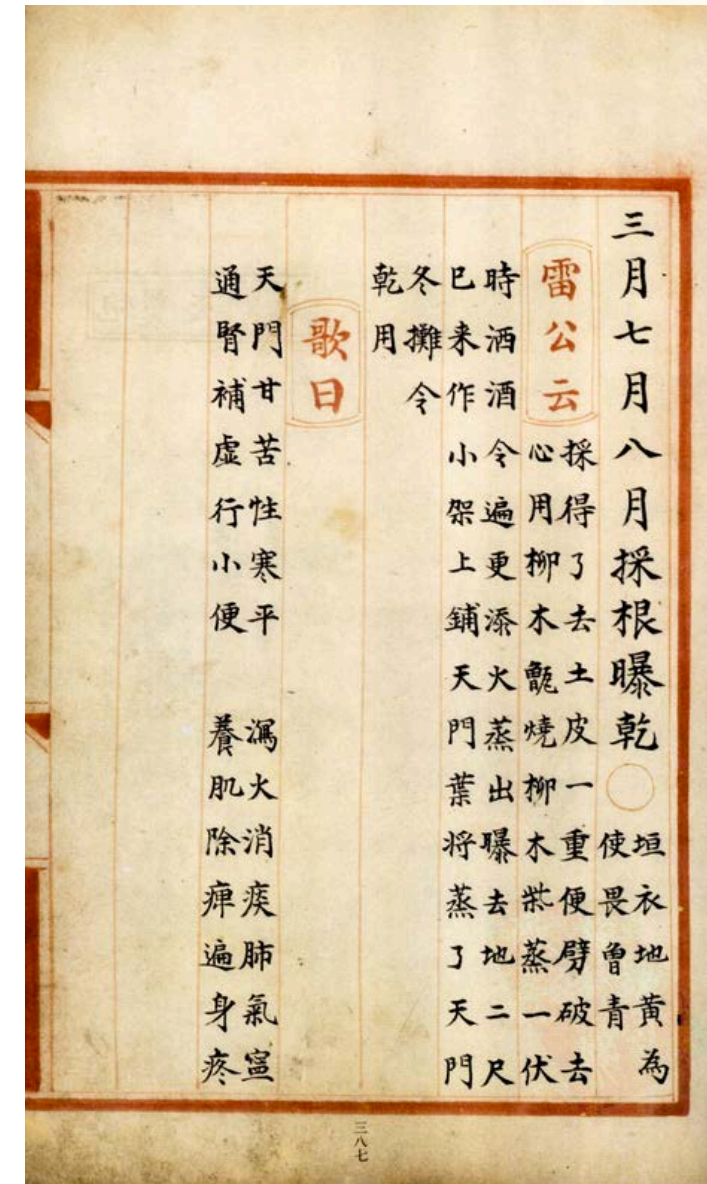 三月七月八月採根曝乾○
垣衣地黃為
使畏曾青
雷公云
採得了去土皮一重便劈破去
心用柳木甑燒柳木柴蒸一伏
時洒酒令遍更添火蒸出曝去地二尺
巳来作小架上鋪天門葉将蒸了天門
冬攤令
乾用
歌曰
天門甘苦性寒平　瀉火消痰肺氣寍
通腎補虛行小便　養肌除痺遍身疼
三八七